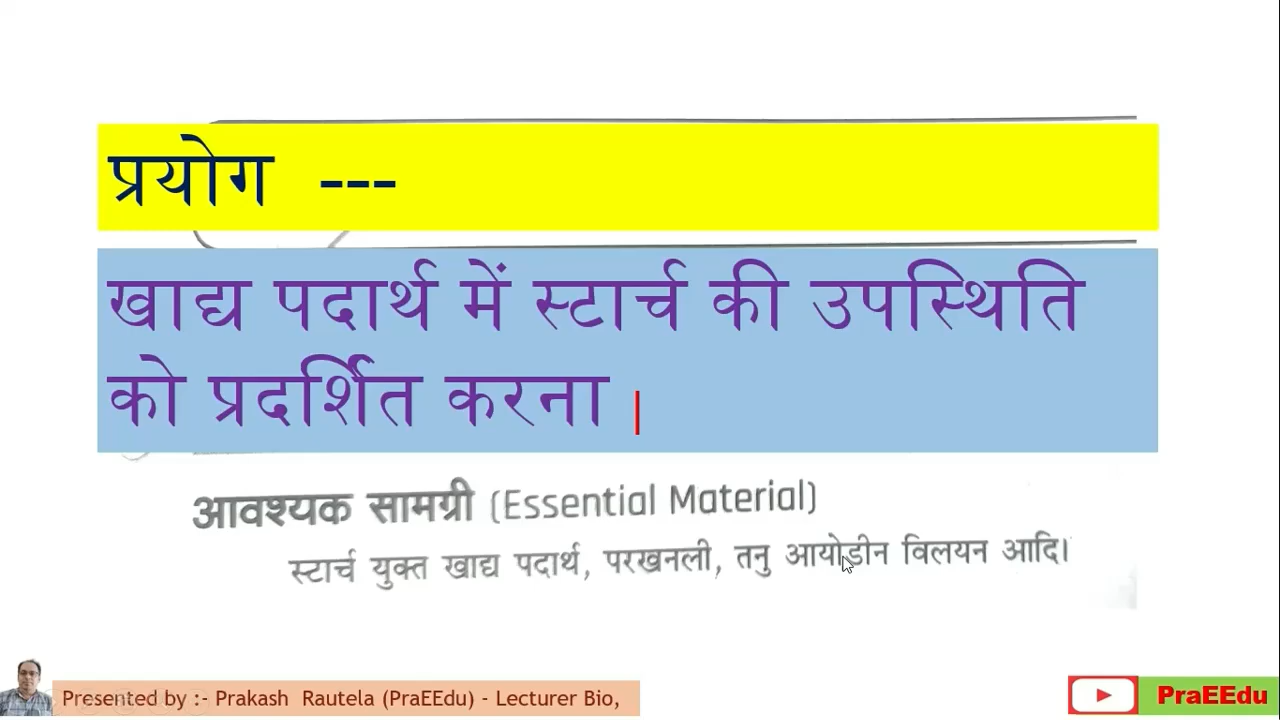 प्रयोग ---
खाद्य पदार्थ में स्टार्च की उपस्थिति
को प्रदर्शित करना |
आवश्यक सामग्री (Essential Material)
स्टार्च युक्त खाद्य पदार्थ, परखनली, तनु आयोडीन विलयन आदि।
Presented by :- Prakash Rautela (PraEEdu) - Lecturer Bio,
PraEEdu